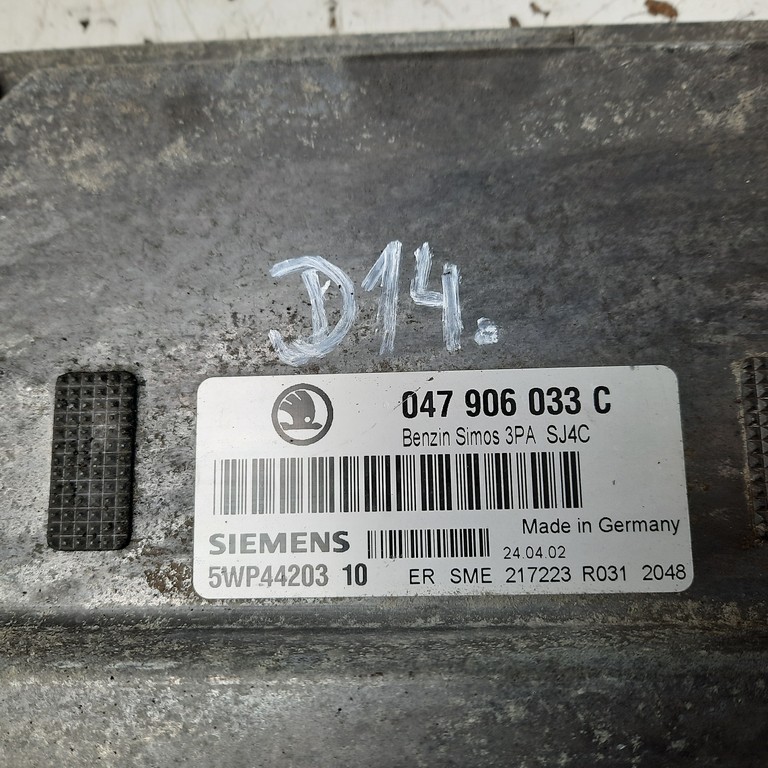 D14.
047 906 033 C
Benzin Simos 3PA SJ4C
Made in Germany
SIEMENS 24.04.02
5WP44203 10 ER SME 217223 R031 2048